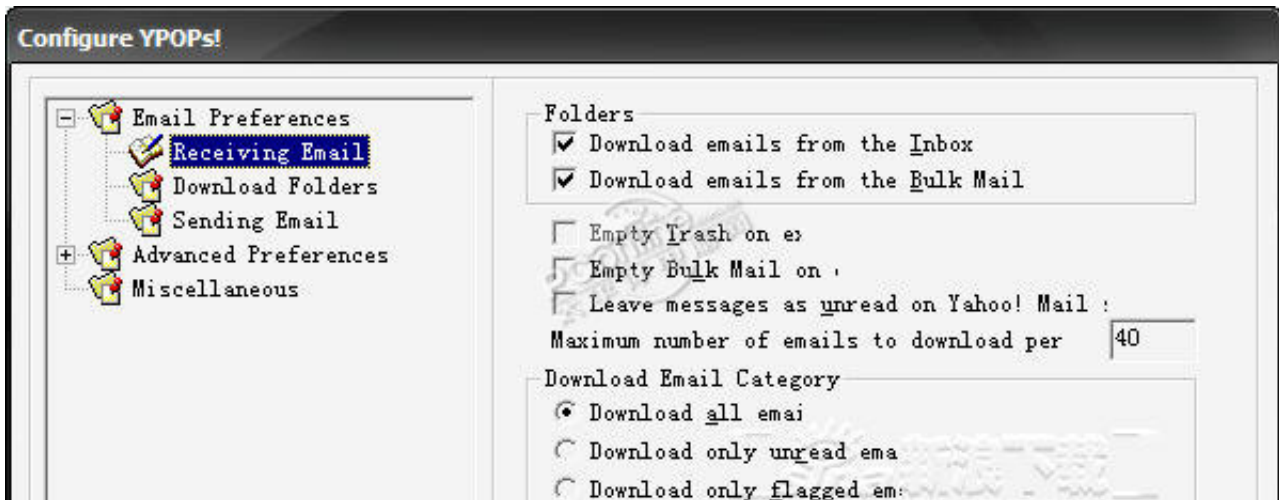 Configure YPOPs!
Email Preferences
Receiving Email
Download Folders
Sending Email
Advanced Preferences
Miscellaneous
Folders
Download emails from the Inbox
Download emails from the Bulk Mail
Empty Trash on
Empty Bulk Mail on
Leave messages as unread on Yahoo! Mail
Maximum number of emails to download per 40
Download Email Category
Download all
Download only unread
Download only flagged